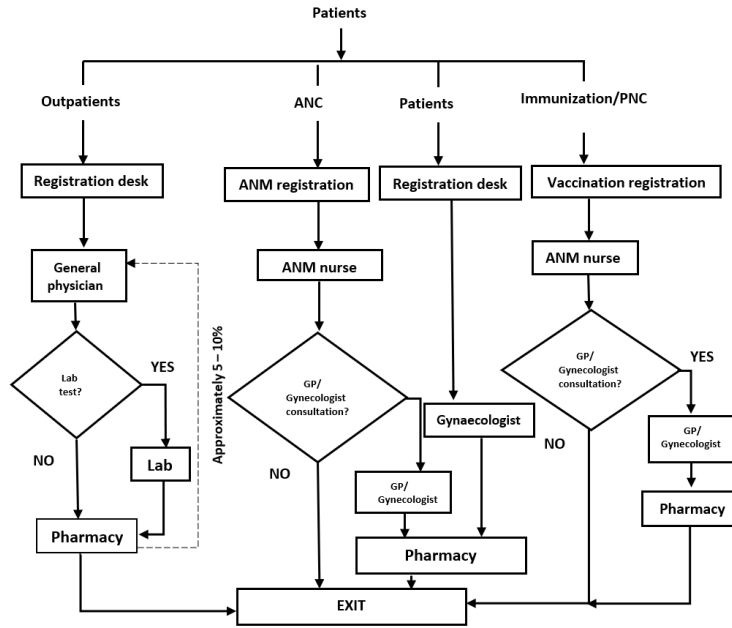 Patients
Outpatients
ANC
Patients
Immunization/PNC
Registration desk
ANM registration
Registration desk
Vaccination registration
General
physician
ANM nurse
ANM nurse
Approximately 5 – 10%
Lab
test?
YES
NO
Lab
Pharmacy
GP/
Gynecologist
consultation?
NO
GP/
Gynecologist
Gynaecologist
Pharmacy
GP/
Gynecologist
consultation?
YES
NO
GP/
Gynecologist
Pharmacy
EXIT